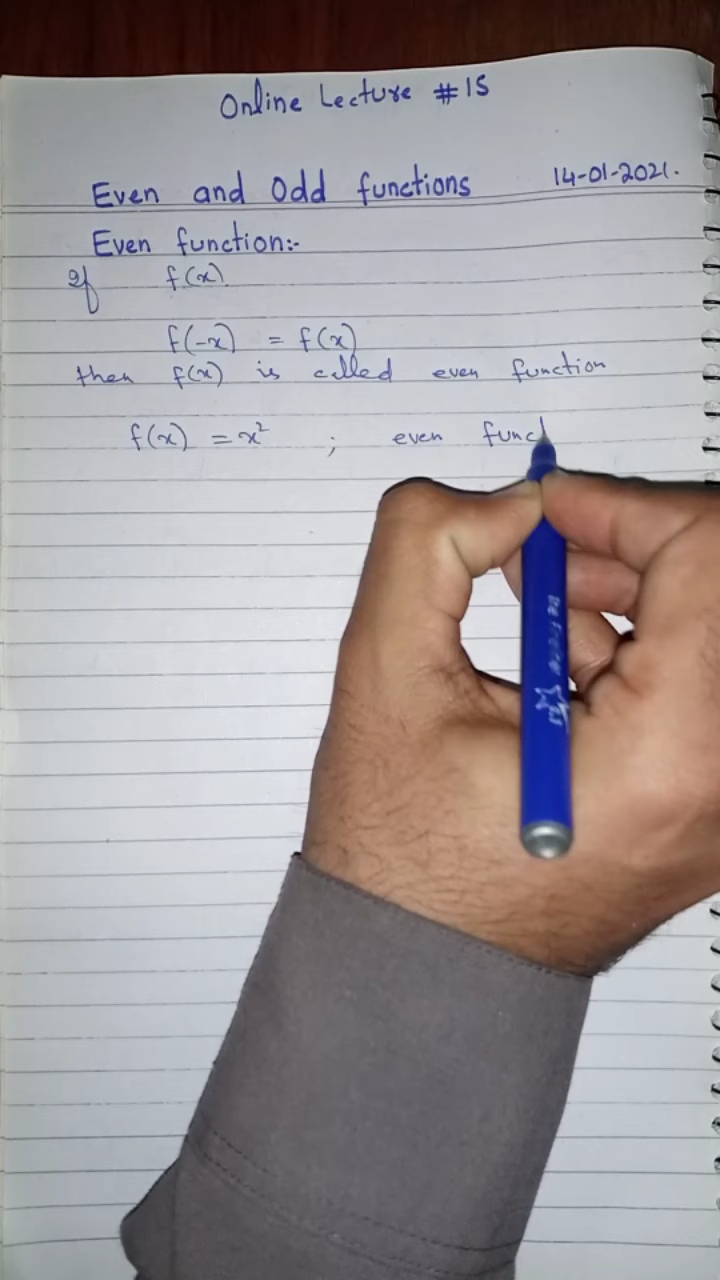 Online Lecture #15
Even and Odd functions 14-01-2021.
Even function:-
If f(x)
f(-x) = f(x)
then f(x) is called even function
f(x) = x² ; even func